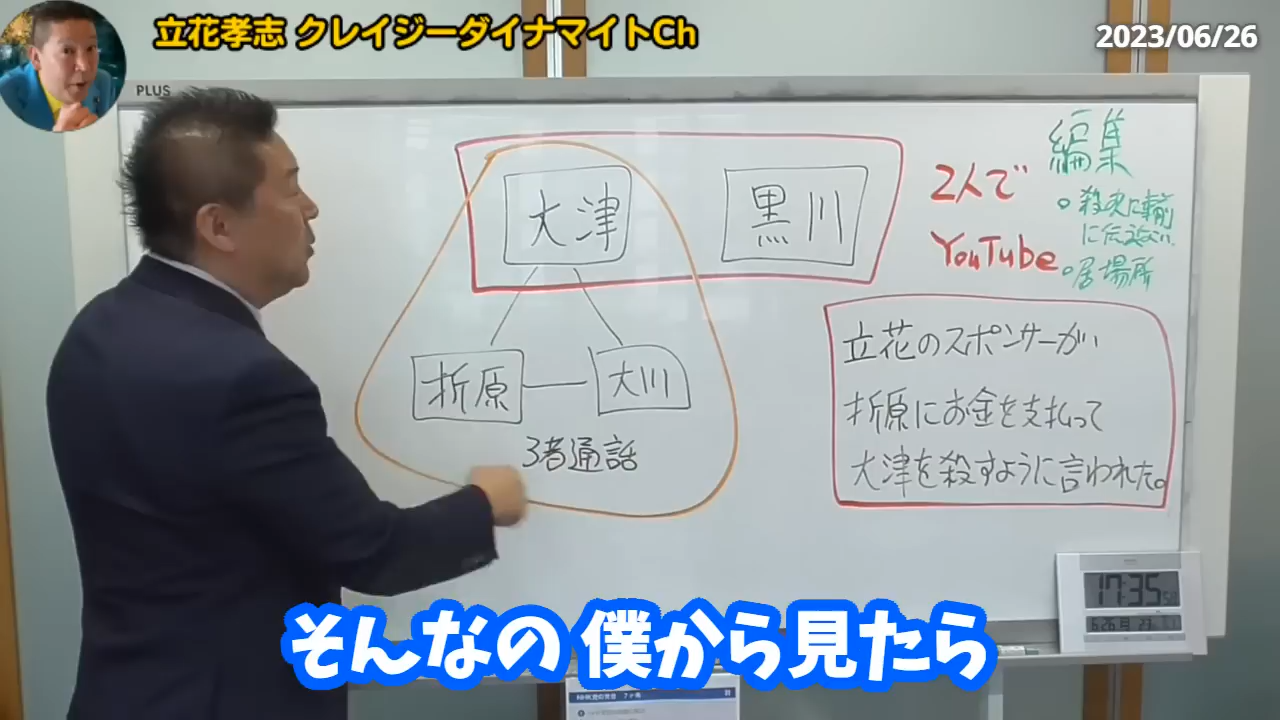 立花孝志 クレイジーダイナマイトCh
2023/06/26
PLUS
大津
黒川
2人で
YouTube
編集
居場所
折原
大川
3者通話
立花のスポンサーが
折原にお金を支払って
大津を殺すように言われた。
17:35
そんなの 僕から見たら